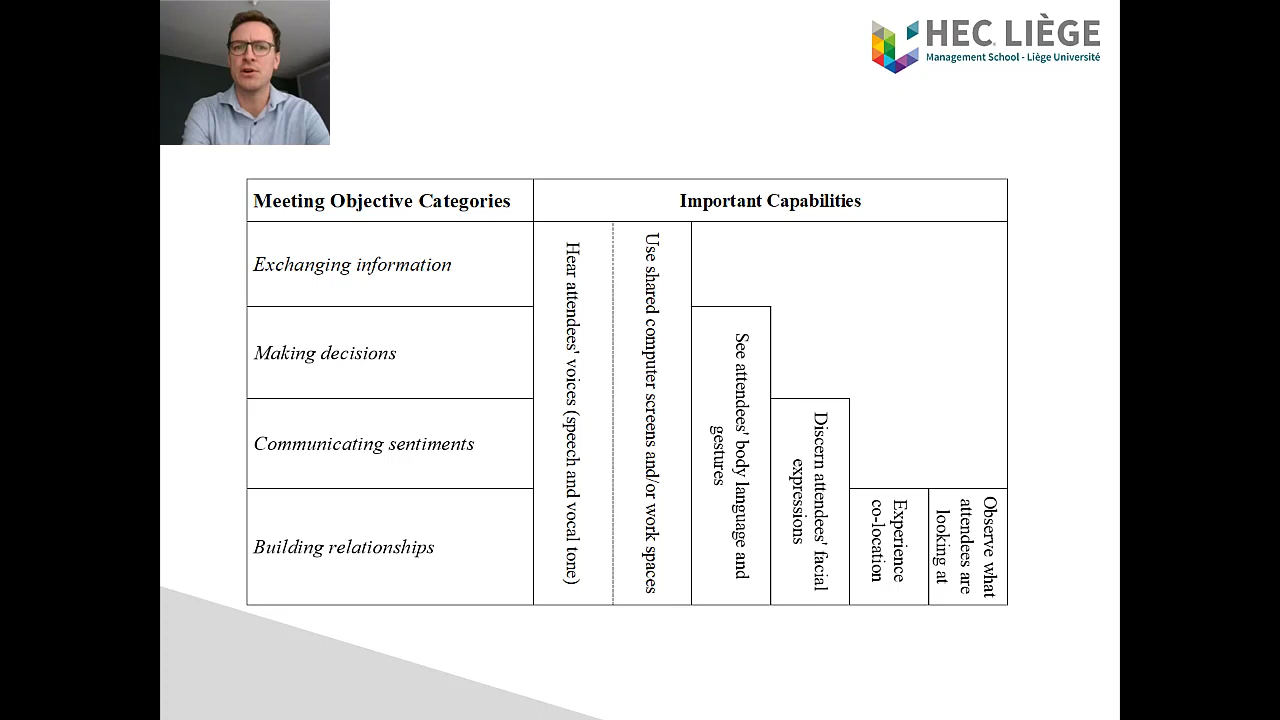 HEC LIÈGE
Management School - Liège Université
Meeting Objective Categories
Important Capabilities
Exchanging information
Making decisions
Communicating sentiments
Building relationships
Hear attendees' voices (speech and vocal tone)
Use shared computer screens and/or work spaces
See attendees' body language and
gestures
Discern attendees' facial
expressions
Experience
co-location
Observe what
attendees are
looking at